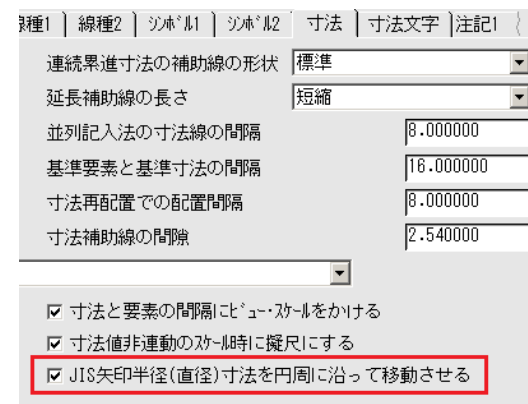 線種1 線種2 ｼﾝﾎﾞﾙ1 ｼﾝﾎﾞﾙ2 寸法 寸法文字 注記1
連続累進寸法の補助線の形状 標準
延長補助線の長さ 短縮
並列記入法の寸法線の間隔 8.000000
基準要素と基準寸法の間隔 16.000000
寸法再配置での配置間隔 8.000000
寸法補助線の間隙 2.540000
寸法と要素の間隔にﾋﾞｭｰ･ｽｹｰﾙをかける
寸法値非連動のｽｹｰﾙ時に擬尺にする
JIS矢印半径(直径)寸法を円周に沿って移動させる